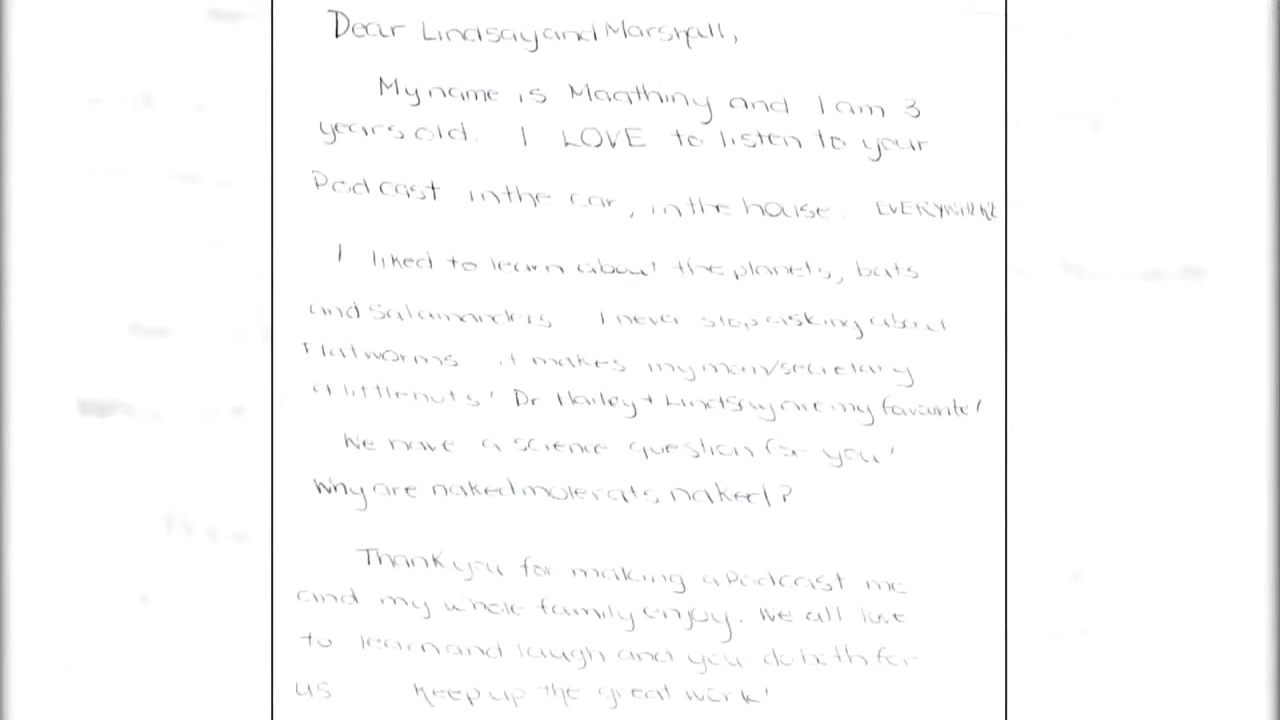 Dear Lindsay and Marshall,
My name is Maathiny and I am 3
years old. I LOVE to listen to your
Podcast in the car, in the house. EVERYWHERE
I liked to learn about the planets, bats
and salamanders I never stop asking about
Flatworms it makes my mom/secretary
a little nuts! Dr Hailey + Lindsay are my favourite!
We have a science question for you!
Why are naked mole rats naked?
Thank you for making a Podcast me
and my whole family enjoy. We all love
to learn and laugh and you do both for
us Keep up the great work!